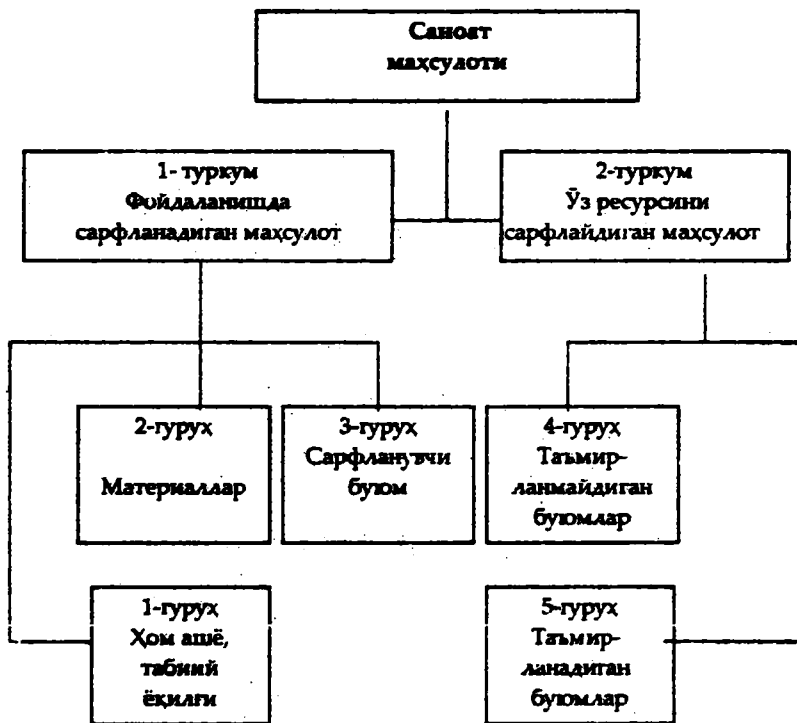 Саноат
маҳсулоти
1- туркум
Фойдаланишда
сарфланадиган маҳсулот
2-туркум
Ўз ресурсини
сарфлайдиган маҳсулот
2-гуруҳ
Материаллар
3-гуруҳ
Сарфланувчи
буюм
4-гуруҳ
Таъмир-
ланмайдиган
буюмлар
1-гуруҳ
Ҳом ашё,
табиий
ёқилғи
5-гуруҳ
Таъмир-
ланадиган
буюмлар